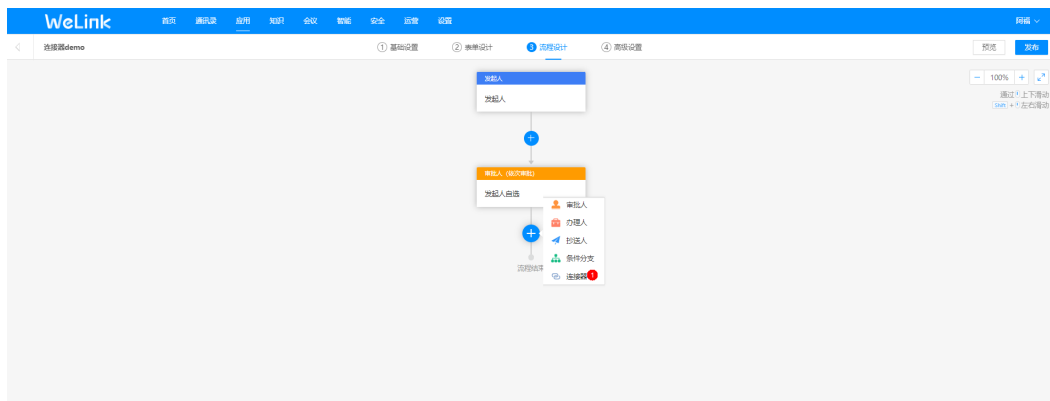 WeLink 首页 通讯录 应用 知识 会议 智能 安全 运营 设置 阿福
连接器demo 1 基础设置 2 表单设计 3 流程设计 4 高级设置 预览 发布
发起人
发起人
100%
通过 上下滑动
Shift + 左右滑动
审批人 (依次审批)
发起人自选
审批人
办理人
抄送人
条件分支
连接器 1
流程结束